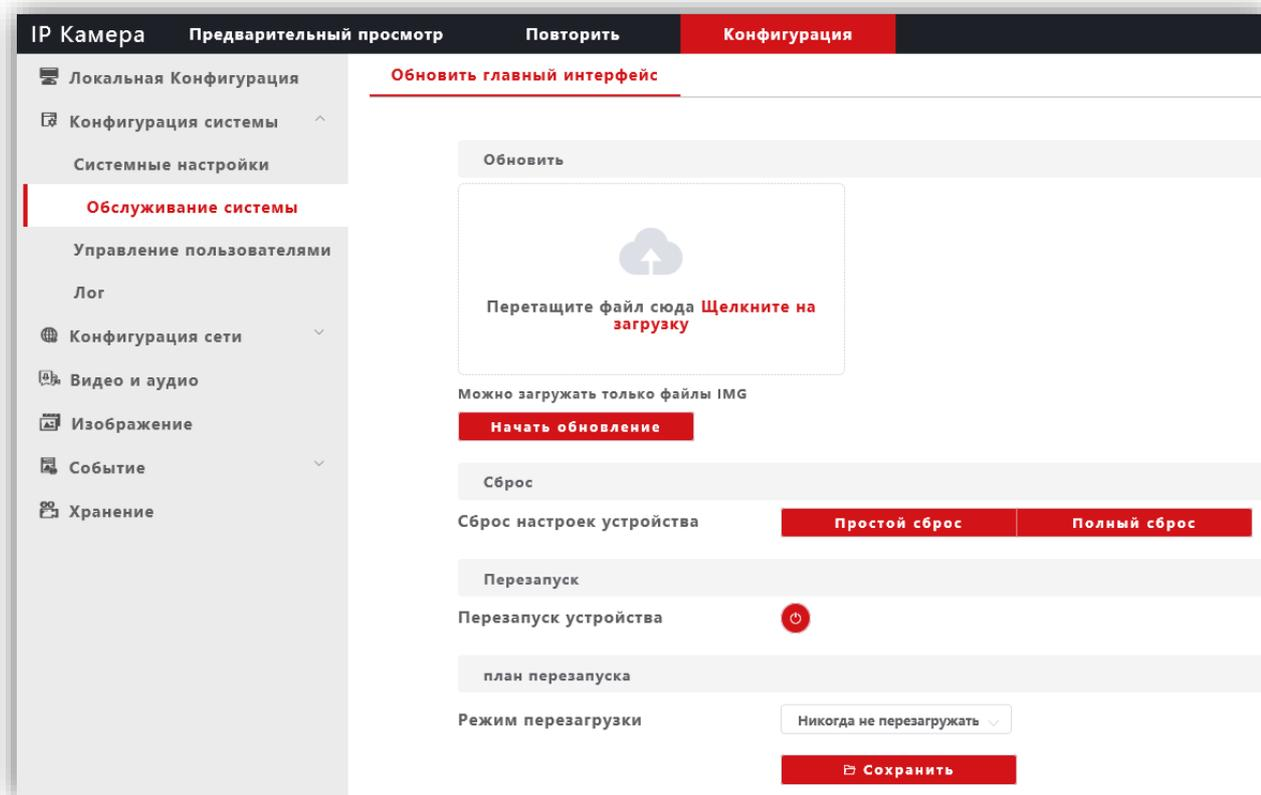 IP Камера
Предварительный просмотр
Повторить
Конфигурация
Локальная Конфигурация
Конфигурация системы
Системные настройки
Обслуживание системы
Управление пользователями
Лог
Конфигурация сети
Видео и аудио
Изображение
Событие
Хранение
Обновить главный интерфейс
Обновить
Перетащите файл сюда Щелкните на
загрузку
Можно загружать только файлы IMG
Начать обновление
Сброс
Сброс настроек устройства
Простой сброс
Полный сброс
Перезапуск
Перезапуск устройства
план перезапуска
Режим перезагрузки
Никогда не перезагружать
Сохранить